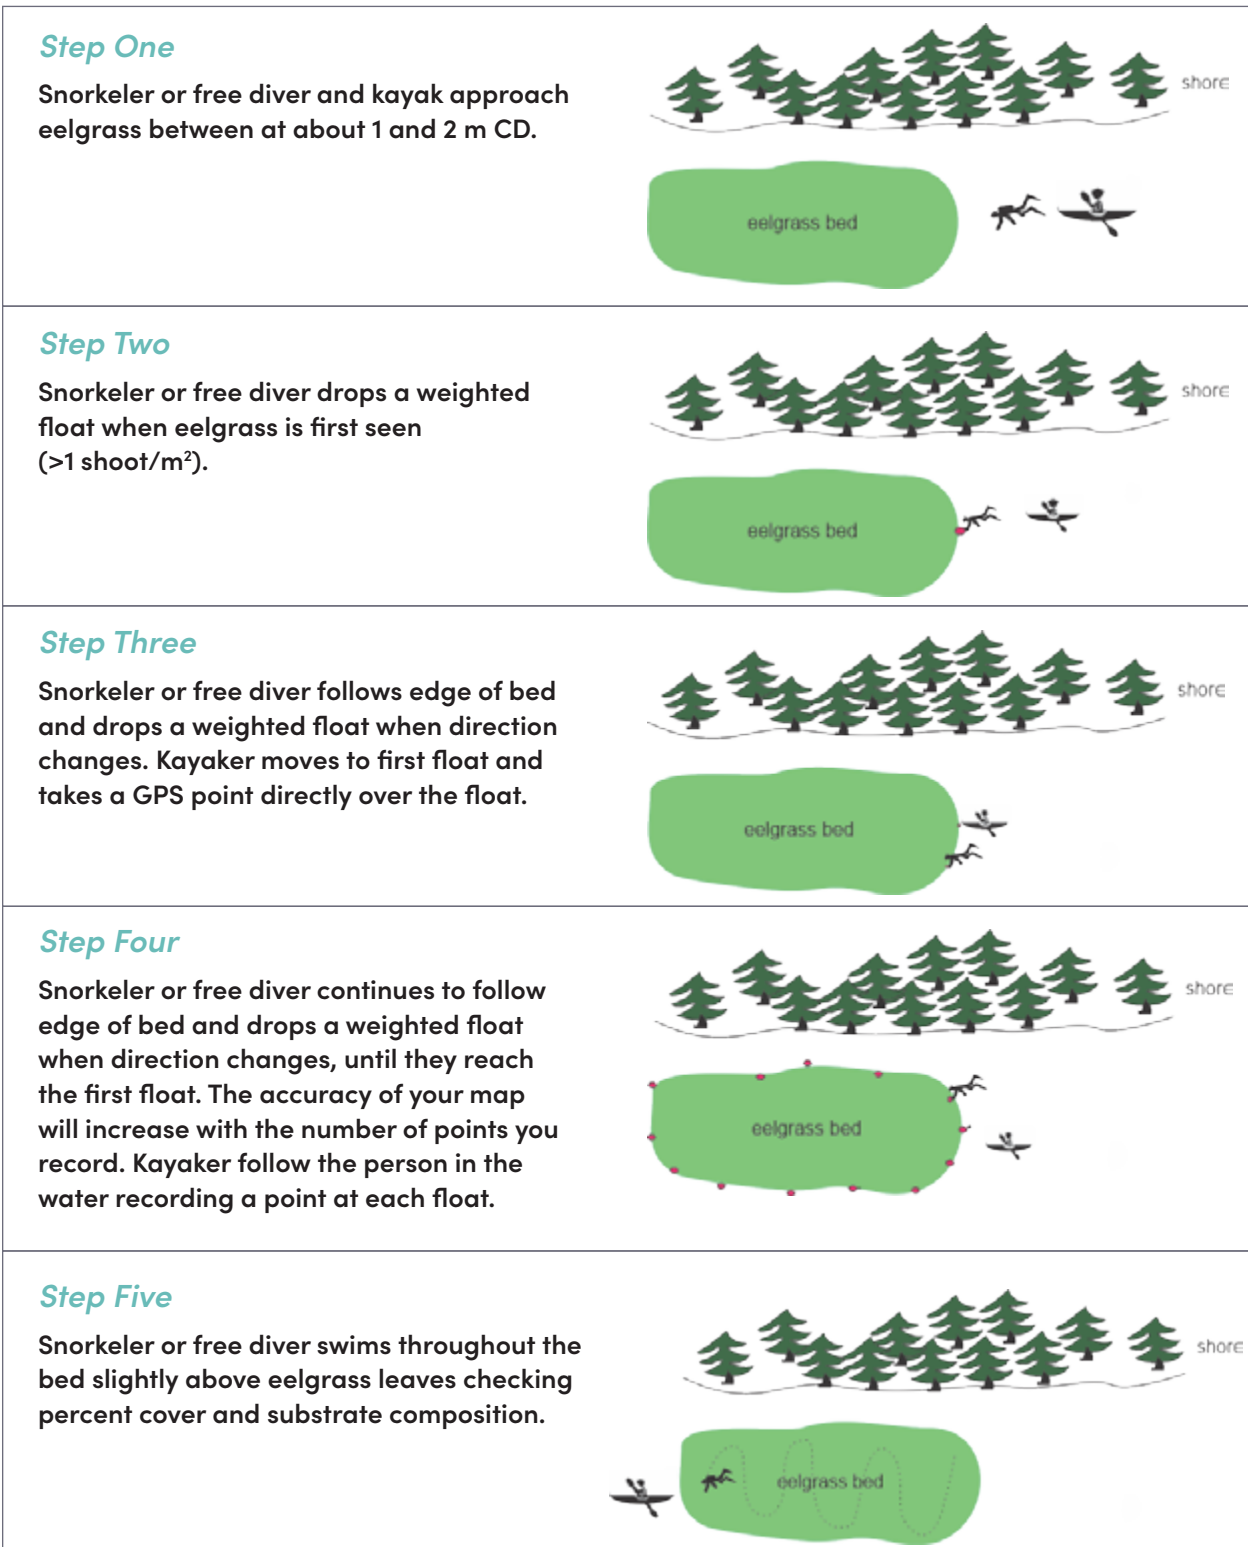 Step One
Snorkeler or free diver and kayak approach
eelgrass between at about 1 and 2 m CD.
shore
eelgrass bed
Step Two
Snorkeler or free diver drops a weighted
float when eelgrass is first seen
(>1 shoot/m²).
shore
eelgrass bed
Step Three
Snorkeler or free diver follows edge of bed
and drops a weighted float when direction
changes. Kayaker moves to first float and
takes a GPS point directly over the float.
shore
eelgrass bed
Step Four
Snorkeler or free diver continues to follow
edge of bed and drops a weighted float
when direction changes, until they reach
the first float. The accuracy of your map
will increase with the number of points you
record. Kayaker follow the person in the
water recording a point at each float.
shore
eelgrass bed
Step Five
Snorkeler or free diver swims throughout the
bed slightly above eelgrass leaves checking
percent cover and substrate composition.
shore
eelgrass bed